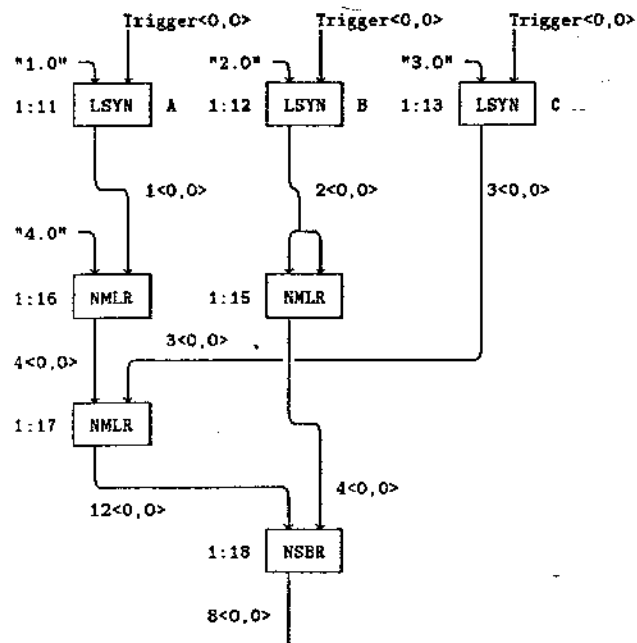 Trigger<0,0> Trigger<0,0> Trigger<0,0>
"1.0" "2.0" "3.0"
1:11 LSYN A 1:12 LSYN B 1:13 LSYN C
1<0,0> 2<0,0> 3<0,0>
"4.0"
1:16 NMLR 1:15 NMLR
3<0,0>
4<0,0>
1:17 NMLR
12<0,0> 4<0,0>
1:18 NSBR
8<0,0>